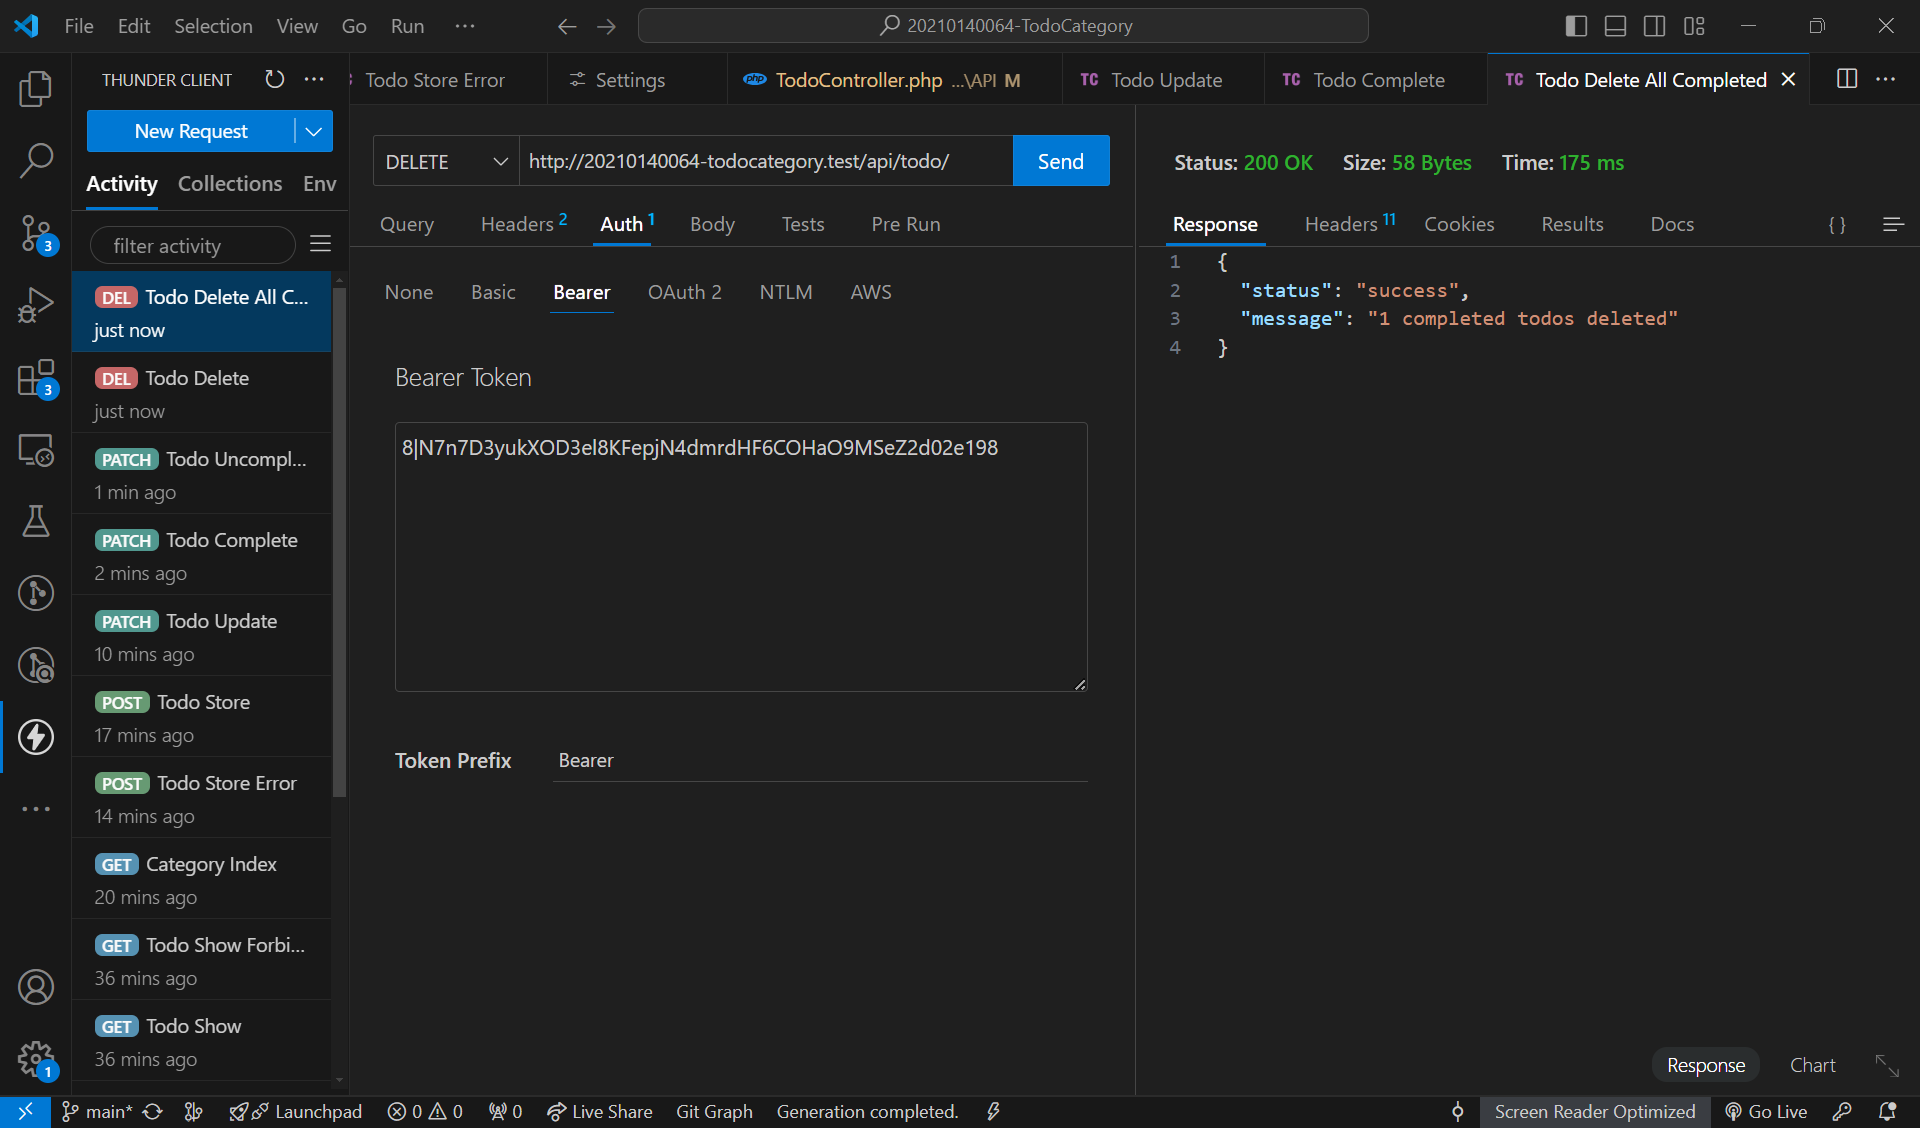 File Edit Selection View Go Run ···
20210140064-TodoCategory
THUNDER CLIENT
Todo Store Error
Settings
php TodoController.php ...\API M
TC Todo Update
TC Todo Complete
TC Todo Delete All Completed
New Request
Activity Collections Env
filter activity
DEL Todo Delete All C...
just now
DEL Todo Delete
just now
PATCH Todo Uncompl...
1 min ago
PATCH Todo Complete
2 mins ago
PATCH Todo Update
10 mins ago
POST Todo Store
17 mins ago
POST Todo Store Error
14 mins ago
GET Category Index
20 mins ago
GET Todo Show Forbi...
36 mins ago
GET Todo Show
36 mins ago
3
3
1
DELETE http://20210140064-todocategory.test/api/todo/ Send
Query Headers 2 Auth 1 Body Tests Pre Run
None Basic Bearer OAuth 2 NTLM AWS
Bearer Token
8|N7n7D3yukXOD3el8KFepjN4dmrdHF6COHaO9MSeZ2d02e198
Token Prefix Bearer
Status: 200 OK Size: 58 Bytes Time: 175 ms
Response Headers 11 Cookies Results Docs { }
1 {
2 "status": "success",
3 "message": "1 completed todos deleted"
4 }
Response Chart
main* Launchpad 0 0 0 Live Share Git Graph Generation completed. Screen Reader Optimized Go Live